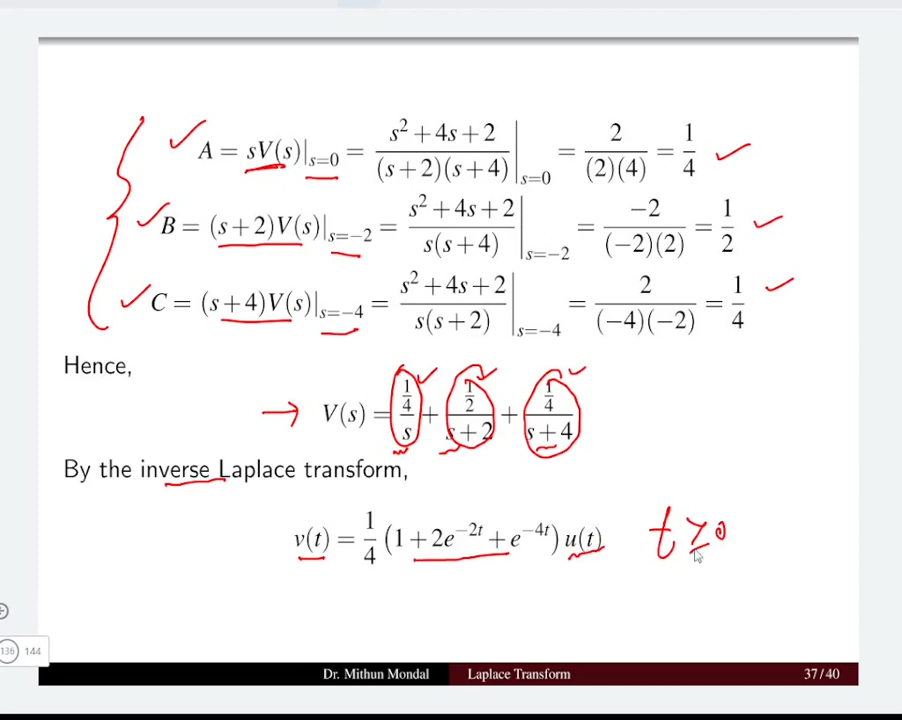 A = sV(s)|s=0 = s² + 4s + 2 / (s + 2)(s + 4) |s=0 = 2 / (2)(4) = 1/4
B = (s + 2)V(s)|s=−2 = s² + 4s + 2 / s(s + 4) |s=−2 = −2 / (−2)(2) = 1/2
C = (s + 4)V(s)|s=−4 = s² + 4s + 2 / s(s + 2) |s=−4 = 2 / (−4)(−2) = 1/4
Hence,
→ V(s) = 1/4 / s + 1/2 / s + 2 + 1/4 / s + 4
By the inverse Laplace transform,
v(t) = 1/4 (1 + 2e^−2t + e^−4t) u(t) t ≥ 0
136 144
Dr. Mithun Mondal Laplace Transform 37/40